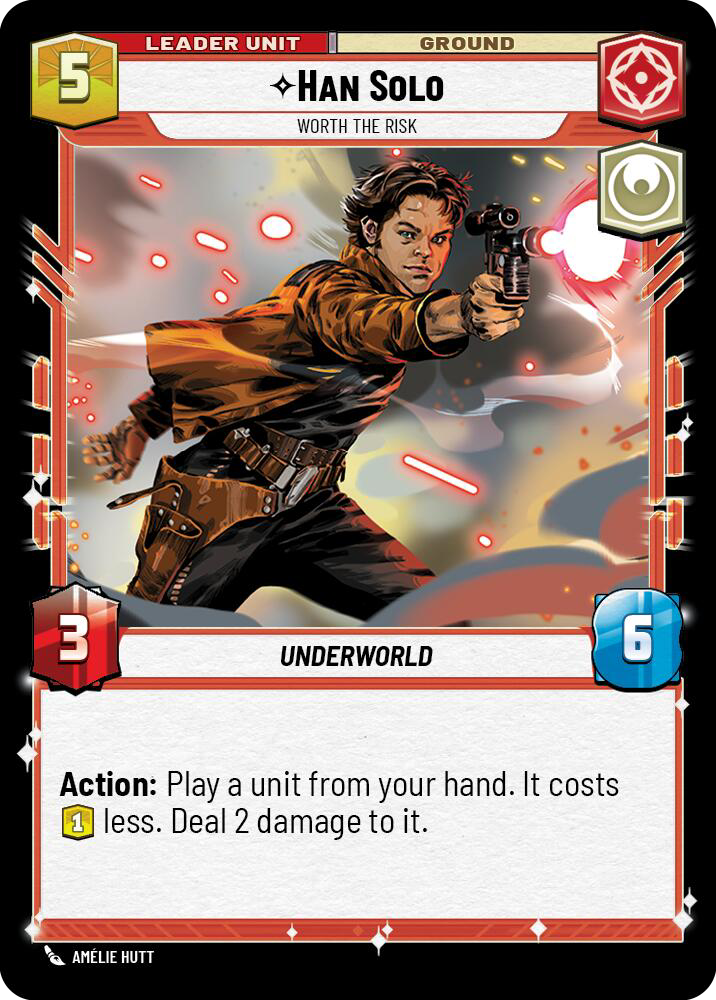 LEADER UNIT GROUND
5
HAN SOLO
WORTH THE RISK
3
UNDERWORLD
6
Action: Play a unit from your hand. It costs
1 less. Deal 2 damage to it.
AMÉLIE HUTT